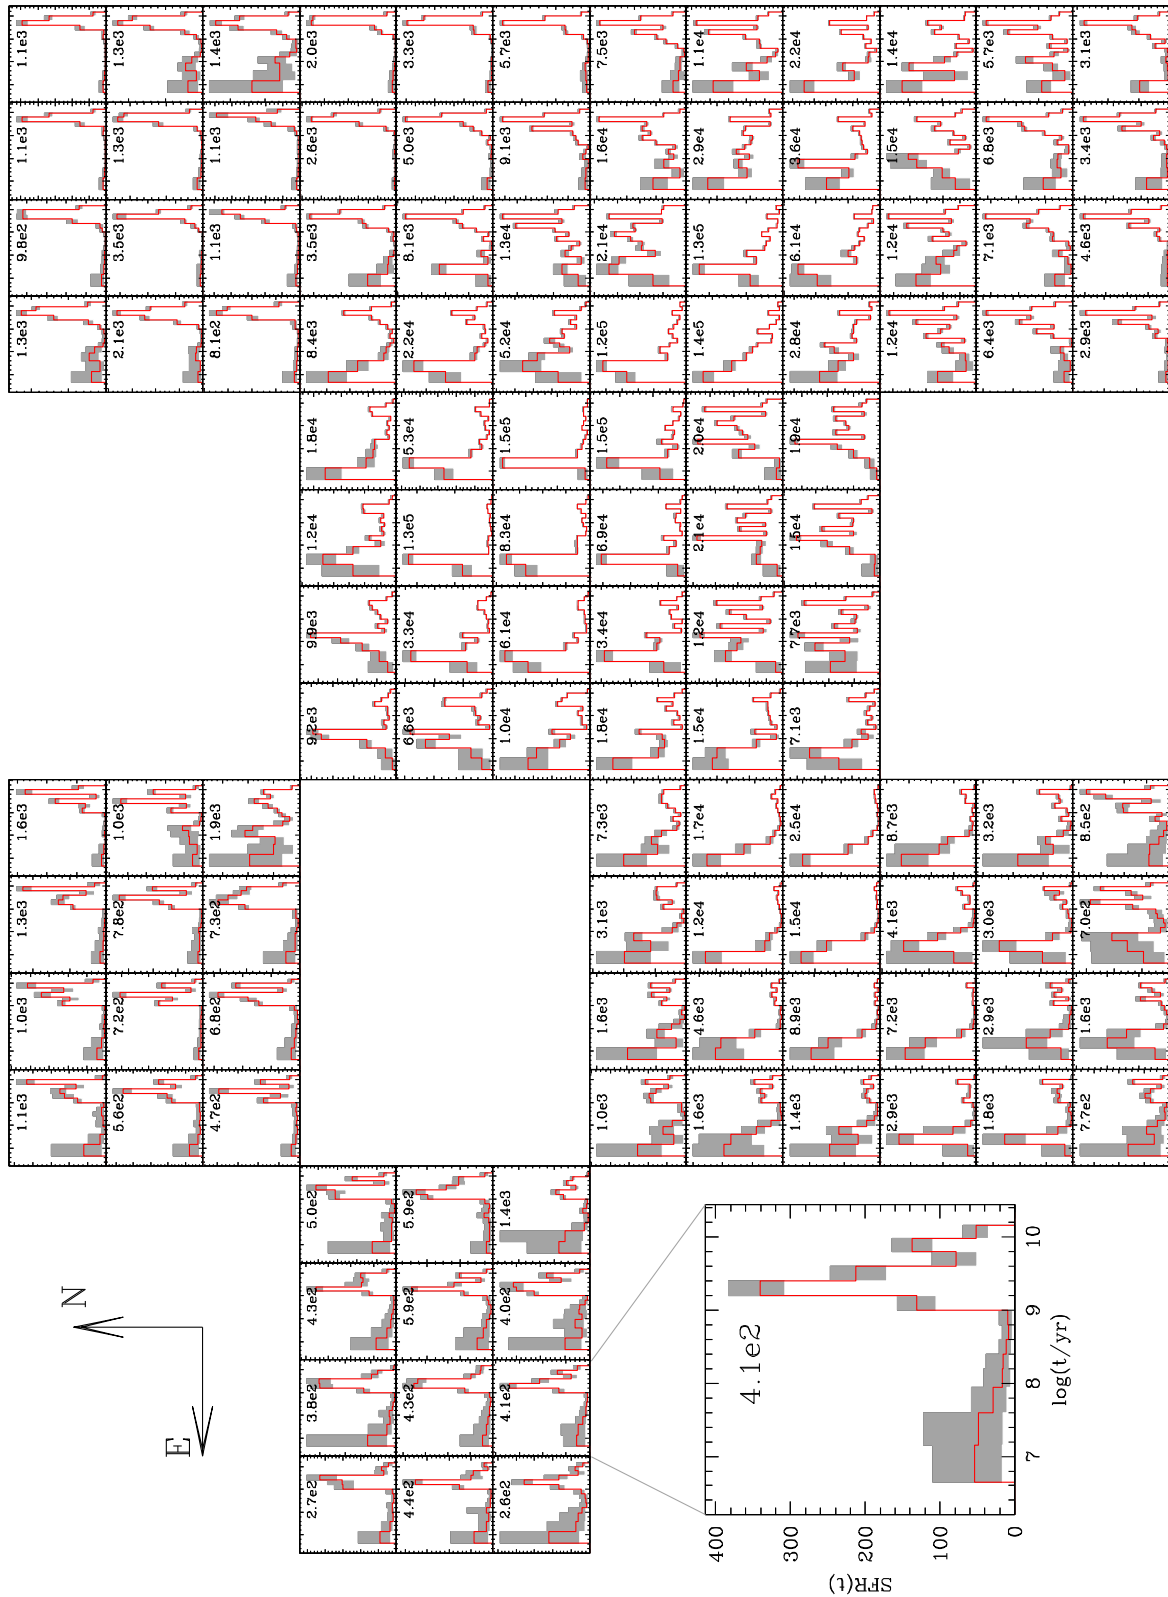 1.1e3 1.0e3 1.3e3 1.6e3 1.3e3 9.8e2 1.1e3 1.1e3
N
5.6e2 7.2e2 7.8e2 1.0e3 2.1e3 3.5e3 1.3e3 1.3e3
E
4.7e2 6.8e2 7.3e2 1.9e3 8.1e2 1.1e3 1.1e3 1.4e3
2.7e2 3.8e2 4.3e2 5.0e2 9.2e3 9.9e3 1.2e4 1.8e4 8.4e3 3.5e3 2.8e3 2.0e3
4.4e2 4.3e2 5.9e2 5.9e2 6.6e3 3.3e4 1.3e5 5.3e4 2.2e4 8.1e3 5.0e3 3.3e3
2.6e2 4.1e2 4.0e2 1.4e3 1.0e4 6.1e4 8.3e4 1.5e5 5.2e4 1.3e4 9.1e3 5.7e3
1.0e3 1.6e3 3.1e3 7.3e3 1.8e4 3.4e4 6.9e4 1.5e5 1.2e5 2.1e4 1.6e4 7.5e3
1.6e3 4.6e3 1.2e4 1.7e4 1.5e4 1.2e4 2.1e4 2.0e4 1.4e5 1.3e5 2.9e4 1.1e4
1.4e3 8.9e3 1.5e4 2.5e4 7.1e3 7.7e3 1.5e4 1.9e4 2.8e4 6.1e4 3.6e4 2.2e4
2.9e3 7.2e3 4.1e3 8.7e3 1.2e4 1.2e4 1.5e4 1.4e4
1.8e3 2.9e3 3.0e3 3.2e3 6.4e3 7.1e3 6.8e3 5.7e3
7.7e2 1.6e3 7.0e2 8.5e2 2.9e3 4.6e3 3.4e3 3.1e3
4.1e2
SFR(t)
400
300
200
100
0
7 8 9 10
log(t/yr)